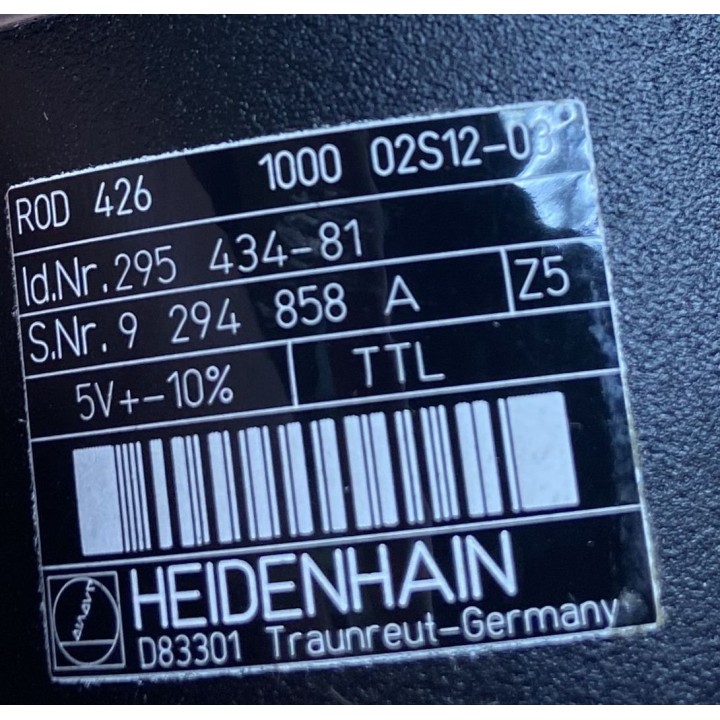 ROD 426 1000 02S12-03
Id.Nr. 295 434-81
S.Nr. 9 294 858 A Z5
5V+-10% TTL
HEIDENHAIN
D83301 Traunreut-Germany